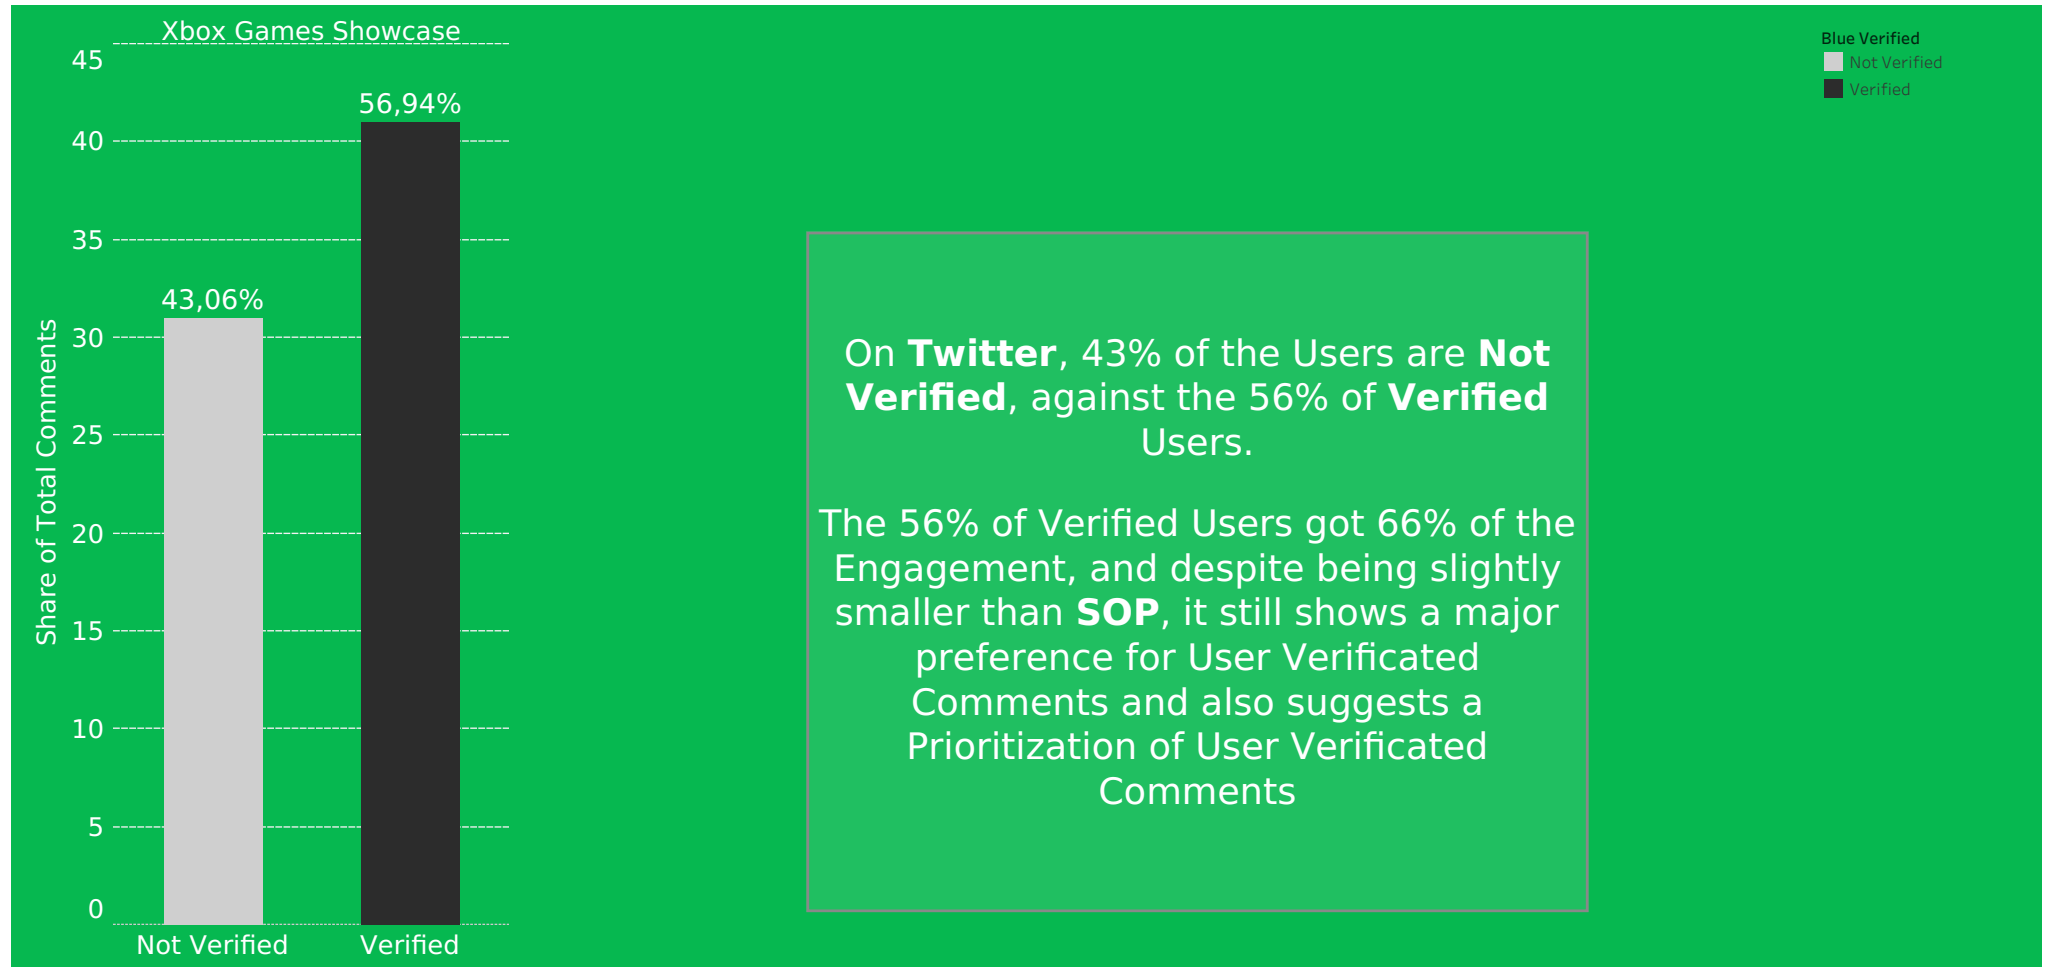 Xbox Games Showcase
Share of Total Comments
45
40
35
30
25
20
15
10
5
0
43,06%
56,94%
Not Verified
Verified
On Twitter, 43% of the Users are Not
Verified, against the 56% of Verified
Users.
The 56% of Verified Users got 66% of the
Engagement, and despite being slightly
smaller than SOP, it still shows a major
preference for User Verificated
Comments and also suggests a
Prioritization of User Verificated
Comments
Blue Verified
Not Verified
Verified